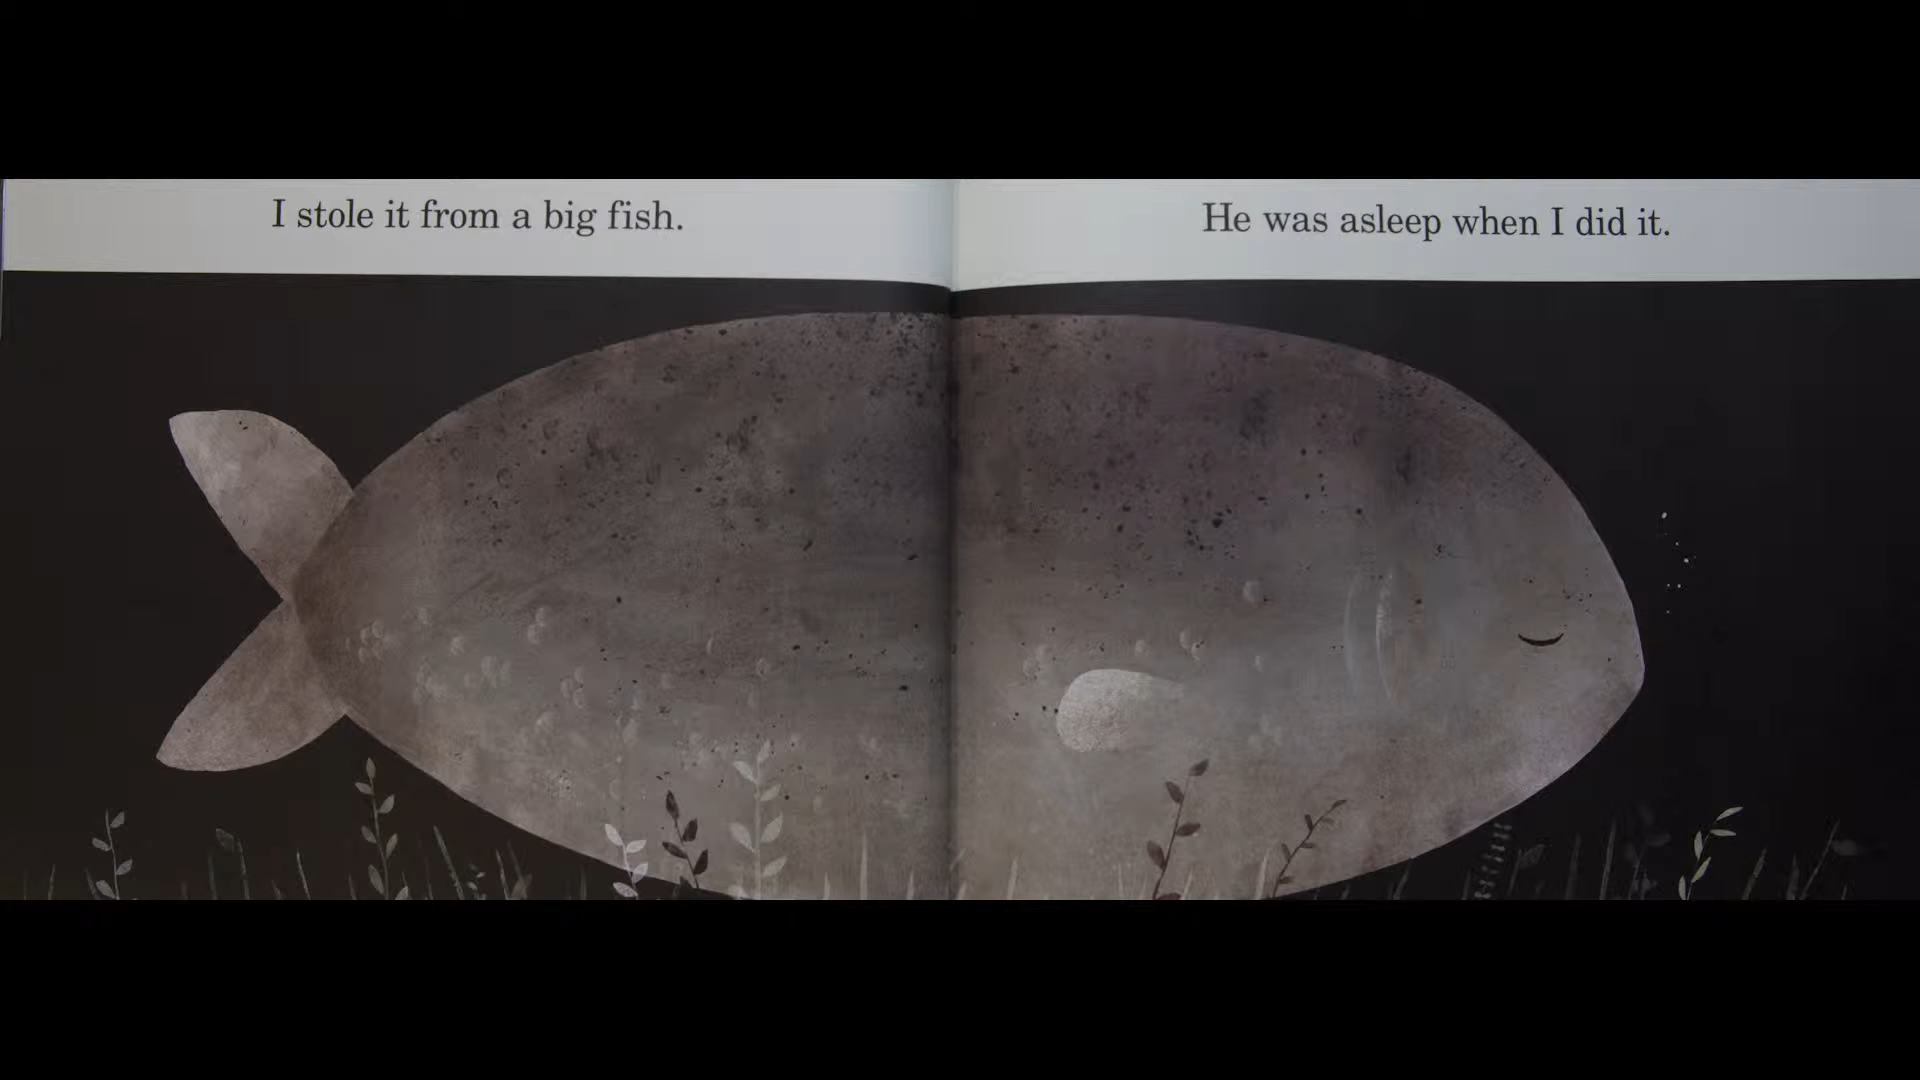 I stole it from a big fish.
He was asleep when I did it.